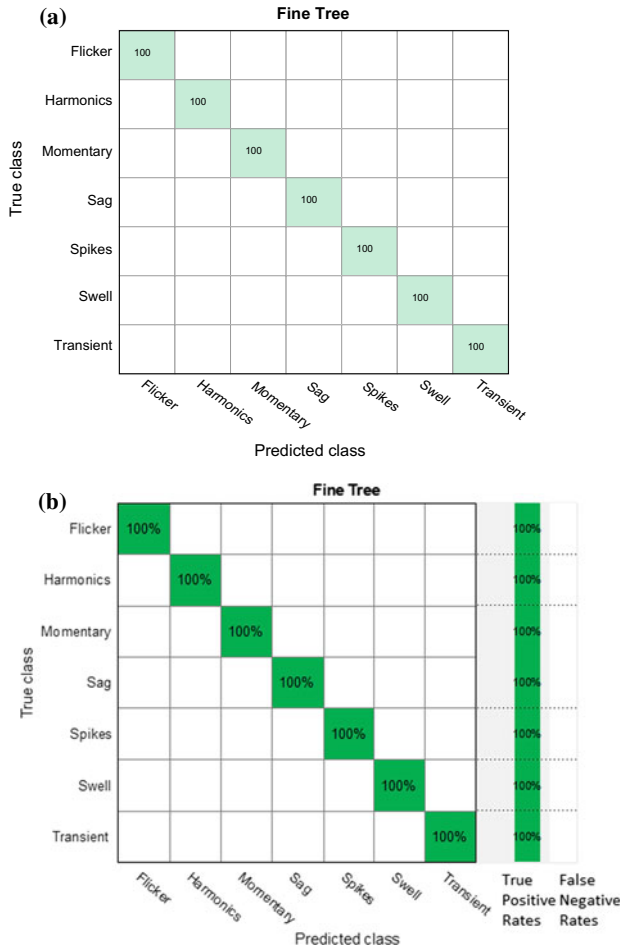 (a)
Fine Tree
True class
Flicker
100
Harmonics
100
Momentary
100
Sag
100
Spikes
100
Swell
100
Transient
100
Flicker
Harmonics
Momentary
Sag
Spikes
Swell
Transient
Predicted class
(b)
Fine Tree
True class
Flicker
100%
100%
Harmonics
100%
100%
Momentary
100%
100%
Sag
100%
100%
Spikes
100%
100%
Swell
100%
100%
Transient
100%
100%
Flicker
Harmonics
Momentary
Sag
Spikes
Swell
Transient
Predicted class
True
Positive
Rates
False
Negative
Rates